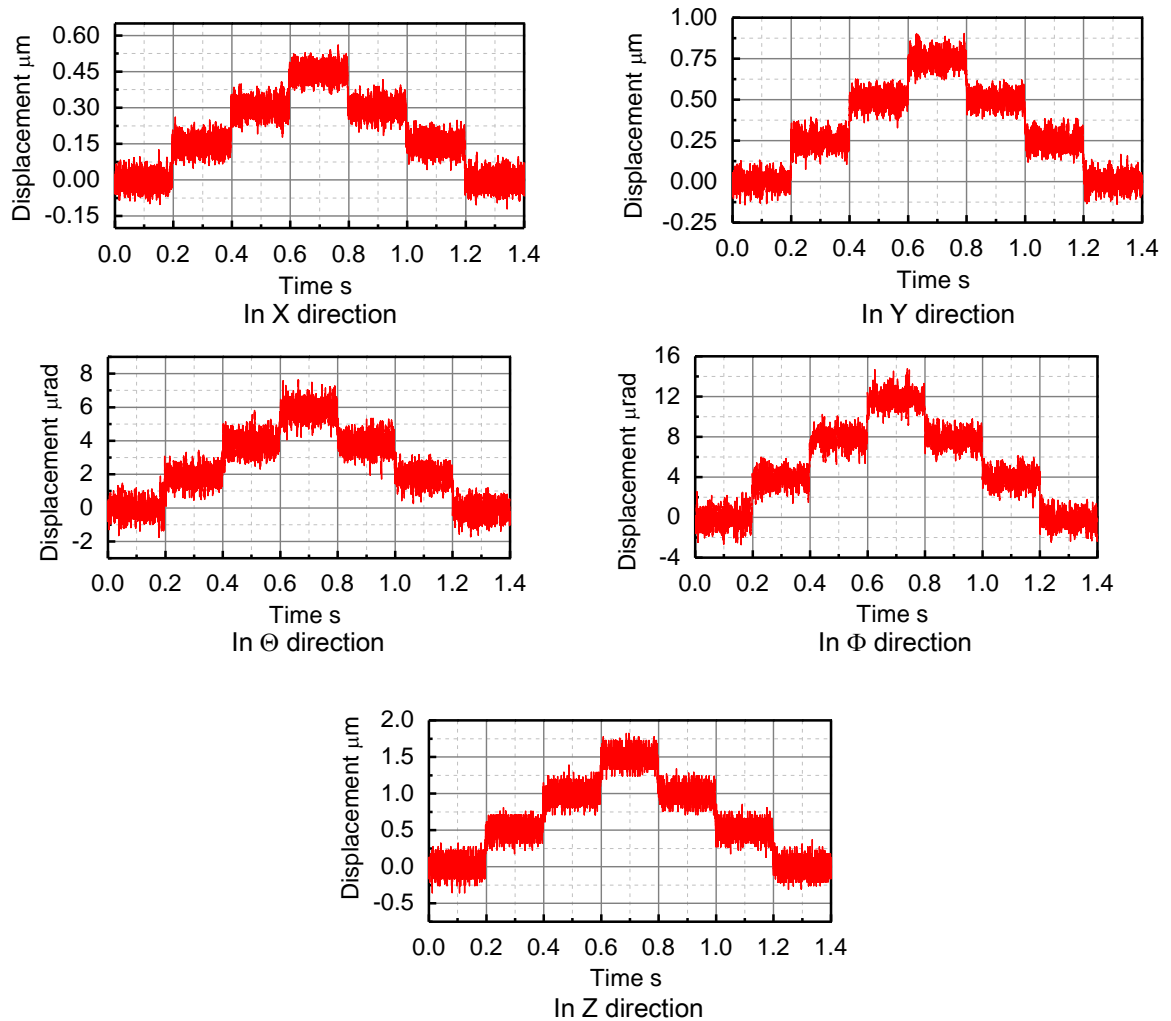 Displacement μm
0.60
0.45
0.30
0.15
0.00
-0.15
0.0 0.2 0.4 0.6 0.8 1.0 1.2 1.4
Time s
In X direction
Displacement μm
1.00
0.75
0.50
0.25
0.00
-0.25
0.0 0.2 0.4 0.6 0.8 1.0 1.2 1.4
Time s
In Y direction
Displacement μrad
8
6
4
2
0
-2
0.0 0.2 0.4 0.6 0.8 1.0 1.2 1.4
Time s
In Θ direction
Displacement μrad
16
12
8
4
0
-4
0.0 0.2 0.4 0.6 0.8 1.0 1.2 1.4
Time s
In Φ direction
Displacement μm
2.0
1.5
1.0
0.5
0.0
-0.5
0.0 0.2 0.4 0.6 0.8 1.0 1.2 1.4
Time s
In Z direction